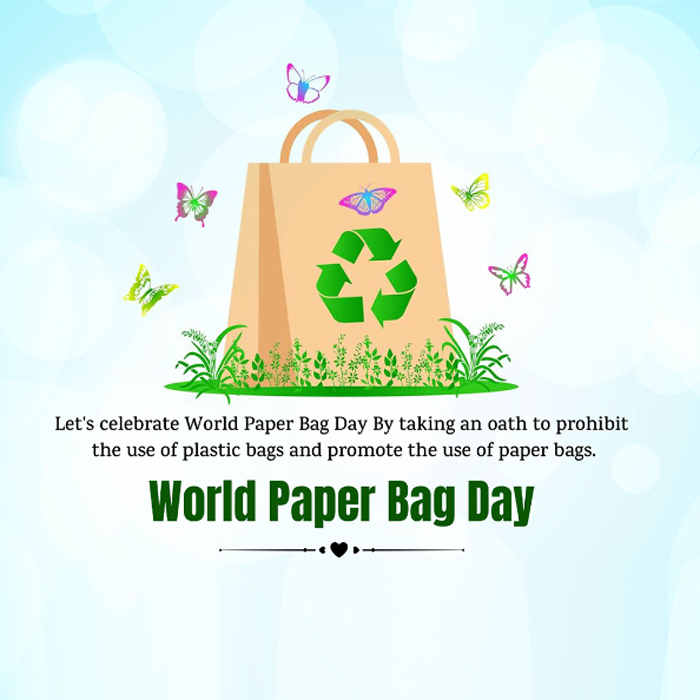 Let's celebrate World Paper Bag Day By taking an oath to prohibit
the use of plastic bags and promote the use of paper bags.
World Paper Bag Day